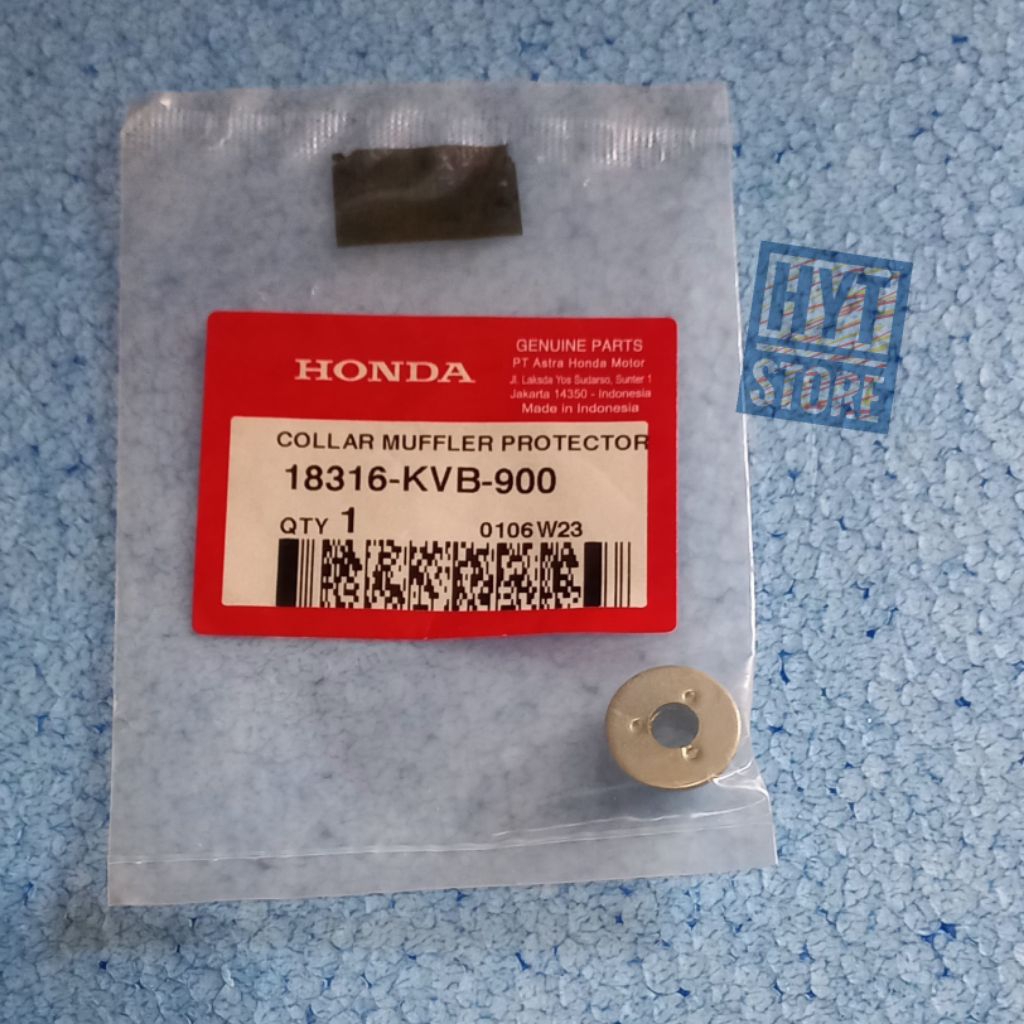 HONDA
GENUINE PARTS
PT Astra Honda Motor
Jl. Laksda Yos Sudarso, Sunter 1
Jakarta 14350 - Indonesia
Made in Indonesia
COLLAR MUFFLER PROTECTOR
18316-KVB-900
QTY 1
0106 W23
HYT
STORE